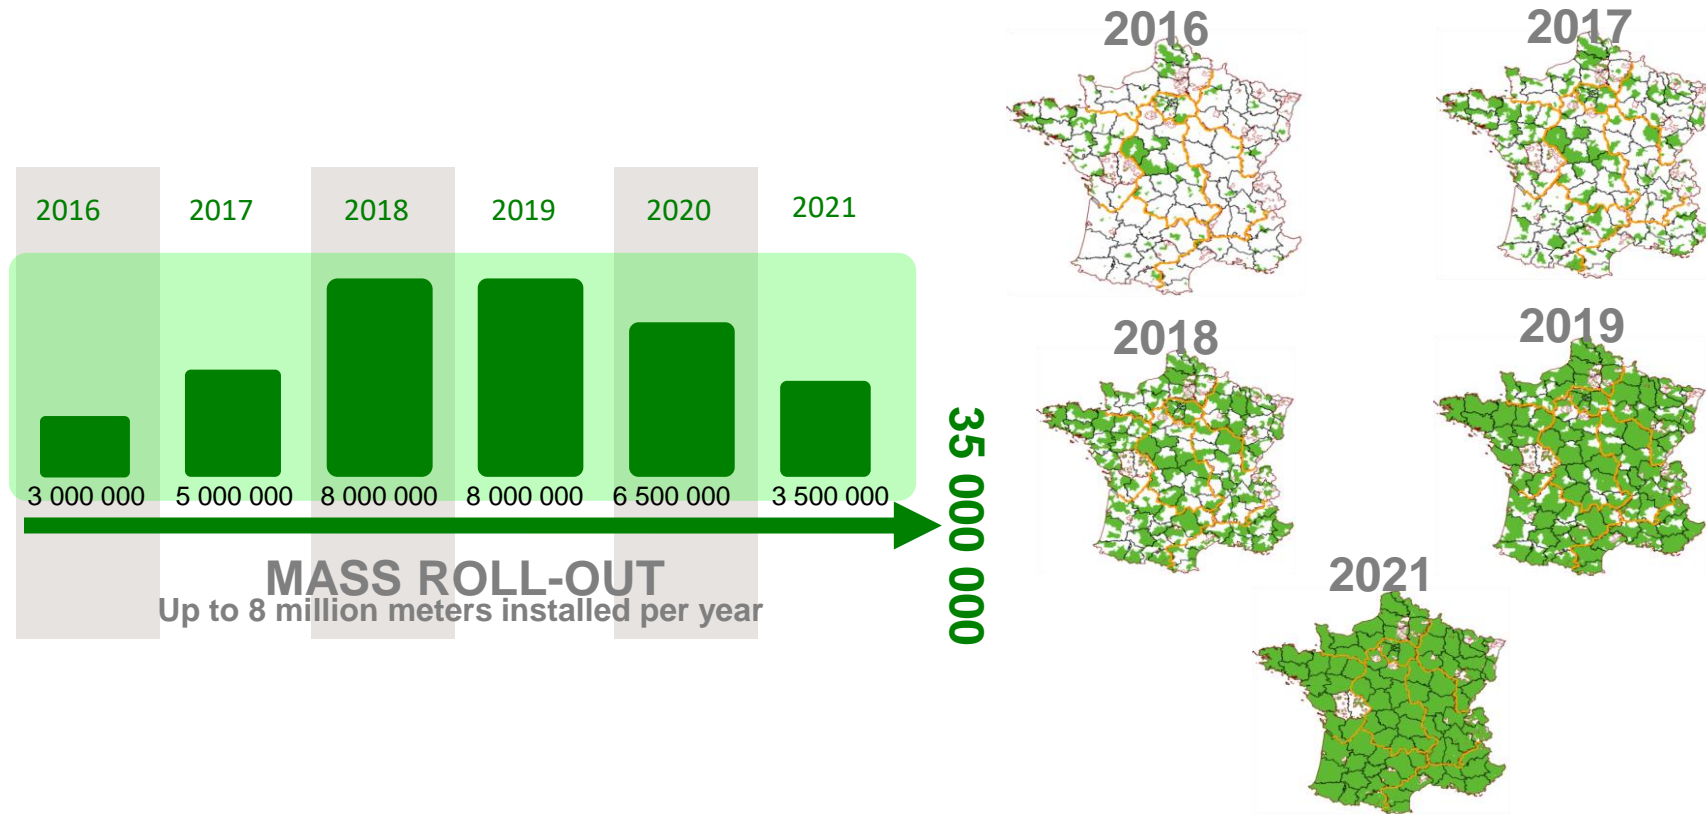 2016 2017 2018 2019 2020 2021
3 000 000 5 000 000 8 000 000 8 000 000 6 500 000 3 500 000
MASS ROLL-OUT
Up to 8 million meters installed per year
35 000 000
2016
2017
2018
2019
2021